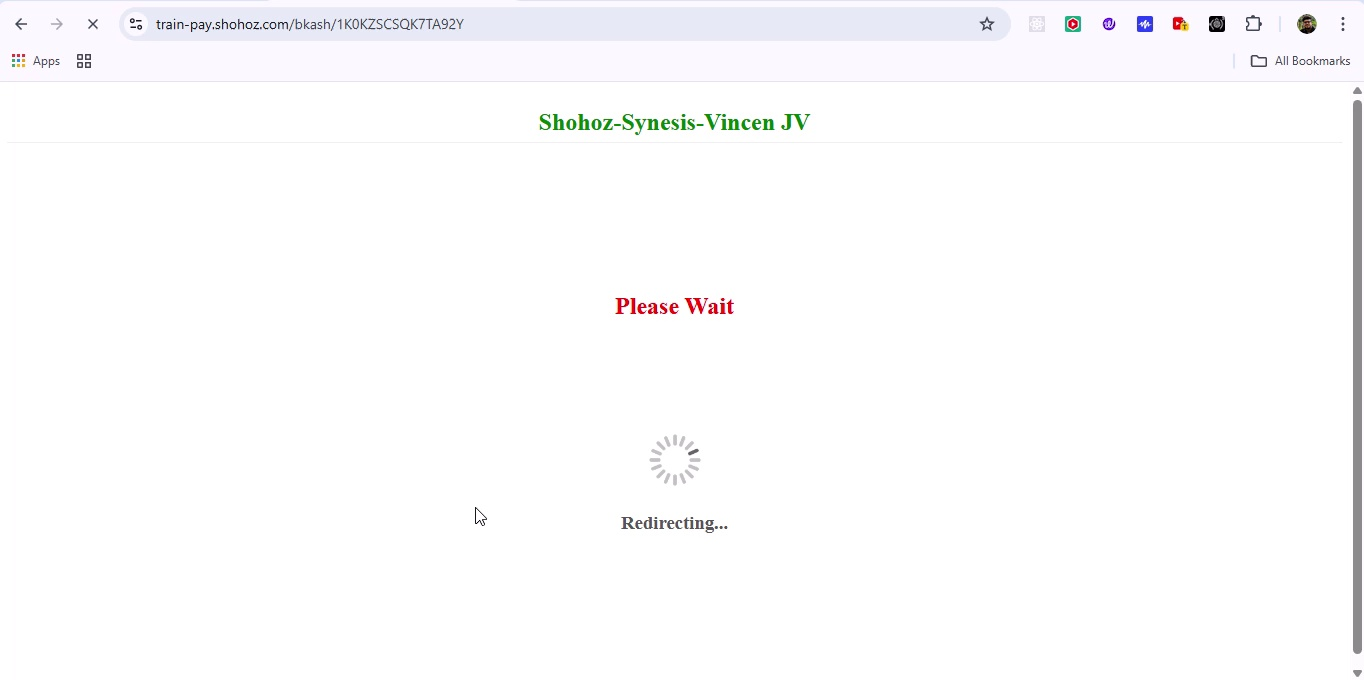 train-pay.shohoz.com/bkash/1K0KZSCSQK7TA92Y
Apps
All Bookmarks
Shohoz-Synesis-Vincen JV
Please Wait
Redirecting...